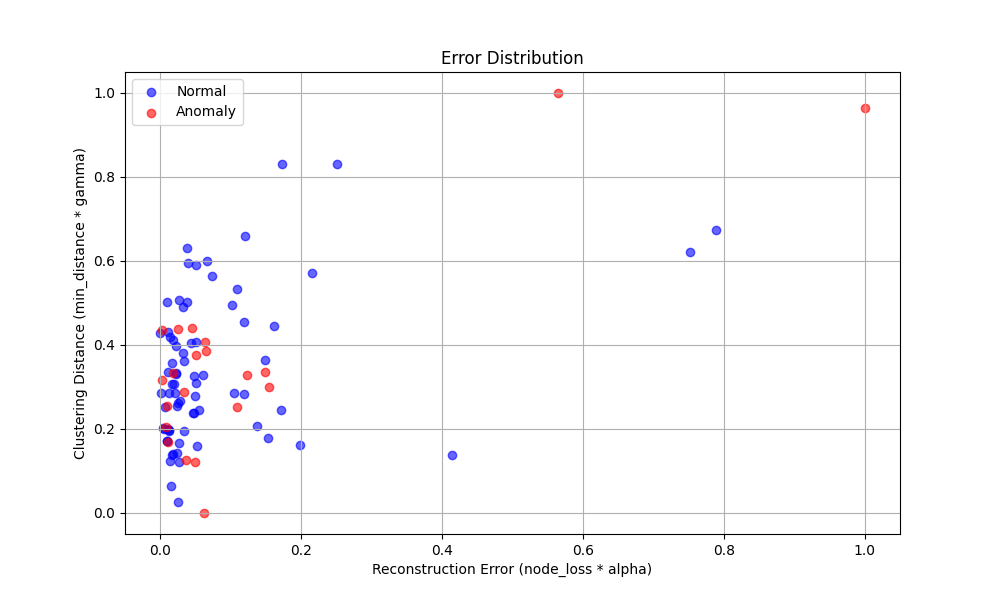 Error Distribution
Normal
Anomaly
1.0
0.8
0.6
0.4
0.2
0.0
Clustering Distance (min_distance * gamma)
0.0 0.2 0.4 0.6 0.8 1.0
Reconstruction Error (node_loss * alpha)